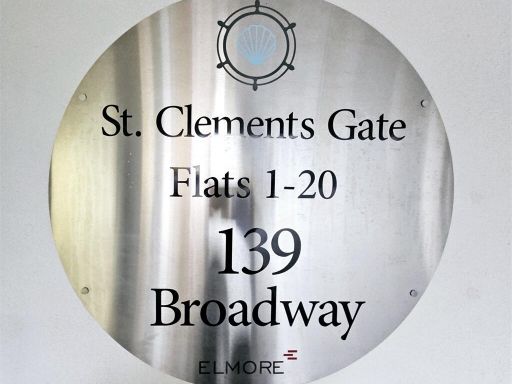 St. Clements Gate
Flats 1-20
139
Broadway
ELMORE